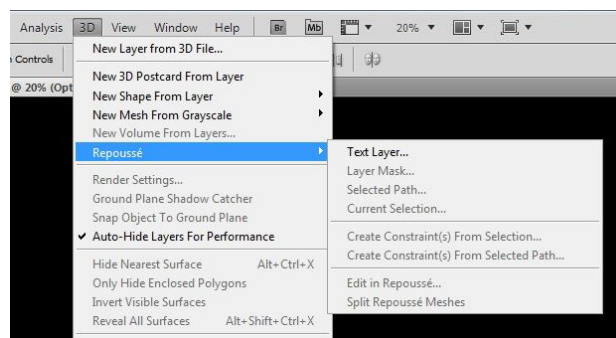 Analysis 3D View Window Help Br Mb 20%
Controls
@ 20% (Opt
New Layer from 3D File...
New 3D Postcard From Layer
New Shape From Layer
New Mesh From Grayscale
New Volume From Layers...
Repoussé
Render Settings...
Ground Plane Shadow Catcher
Snap Object To Ground Plane
Auto-Hide Layers For Performance
Hide Nearest Surface Alt+Ctrl+X
Only Hide Enclosed Polygons
Invert Visible Surfaces
Reveal All Surfaces Alt+Shift+Ctrl+X
Text Layer...
Layer Mask...
Selected Path...
Current Selection...
Create Constraint(s) From Selection...
Create Constraint(s) From Selected Path...
Edit in Repoussé...
Split Repoussé Meshes